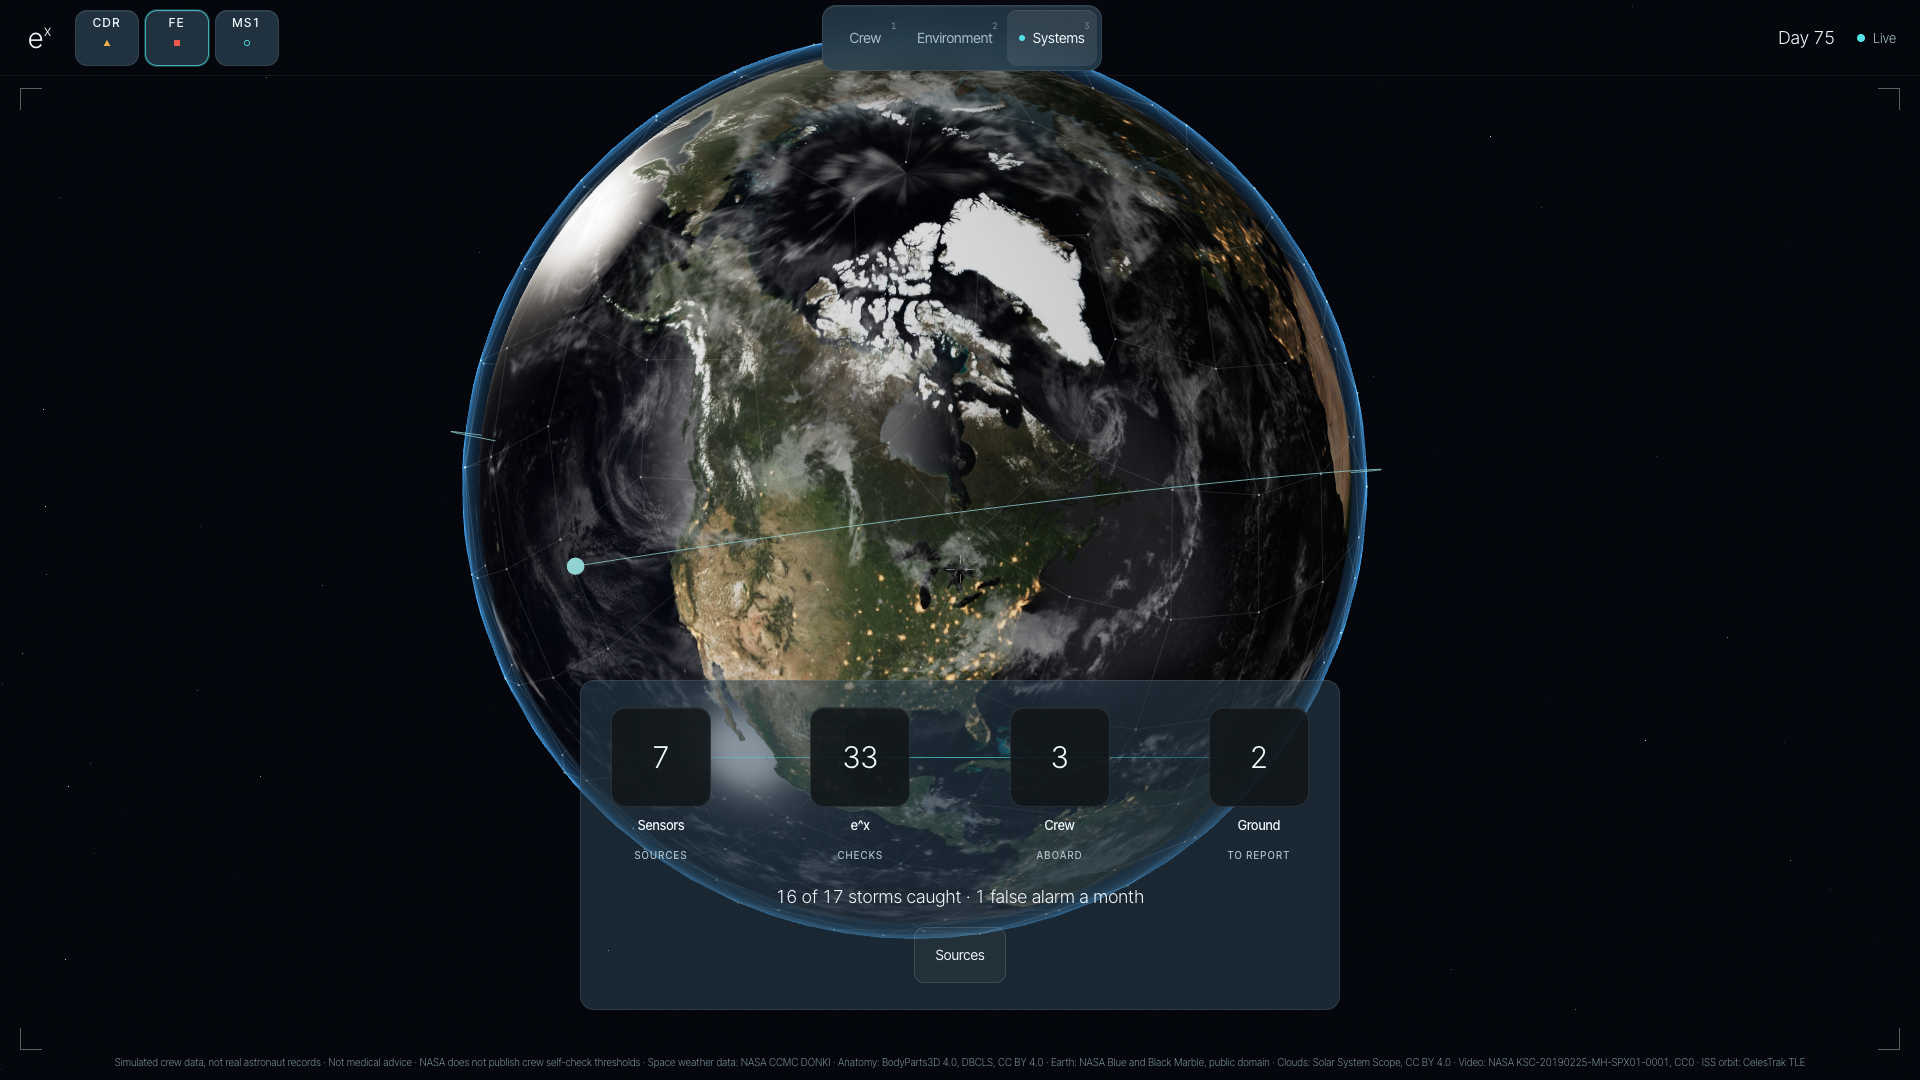 e^x
CDR
FE
MS1
Crew 1
Environment 2
Systems 3
Day 75
Live
7
33
3
2
Sensors
e^x
Crew
Ground
SOURCES
CHECKS
ABOARD
TO REPORT
16 of 17 storms caught · 1 false alarm a month
Sources
Simulated crew data, not real astronaut records · Not medical advice · NASA does not publish crew self-check thresholds · Space weather data: NASA CCMC DONKI · Anatomy: BodyParts3D 4.0, DBCLS, CC BY 4.0 · Earth: NASA Blue and Black Marble, public domain · Clouds: Solar System Scope, CC BY 4.0 · Video: NASA KSC-20190225-MH-SPX01-0001, CC0 · ISS orbit: CelesTrak TLE